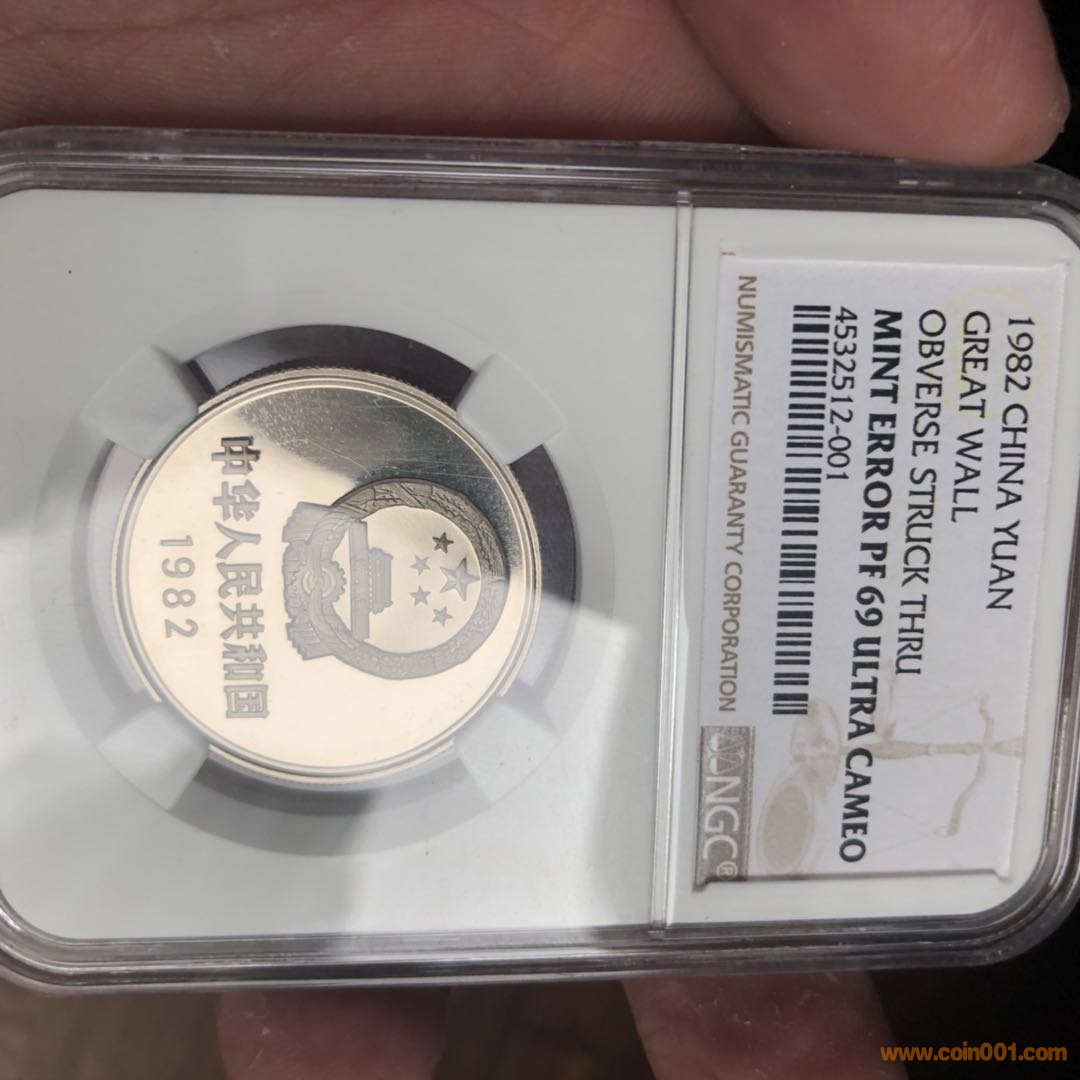 1982 CHINA YUAN
GREAT WALL
OBVERSE STRUCK THRU
MINT ERROR PF 69 ULTRA CAMEO
4532512-001
NUMISMATIC GUARANTY CORPORATION
NGC®
中华人民共和国
1982
www.coin001.com